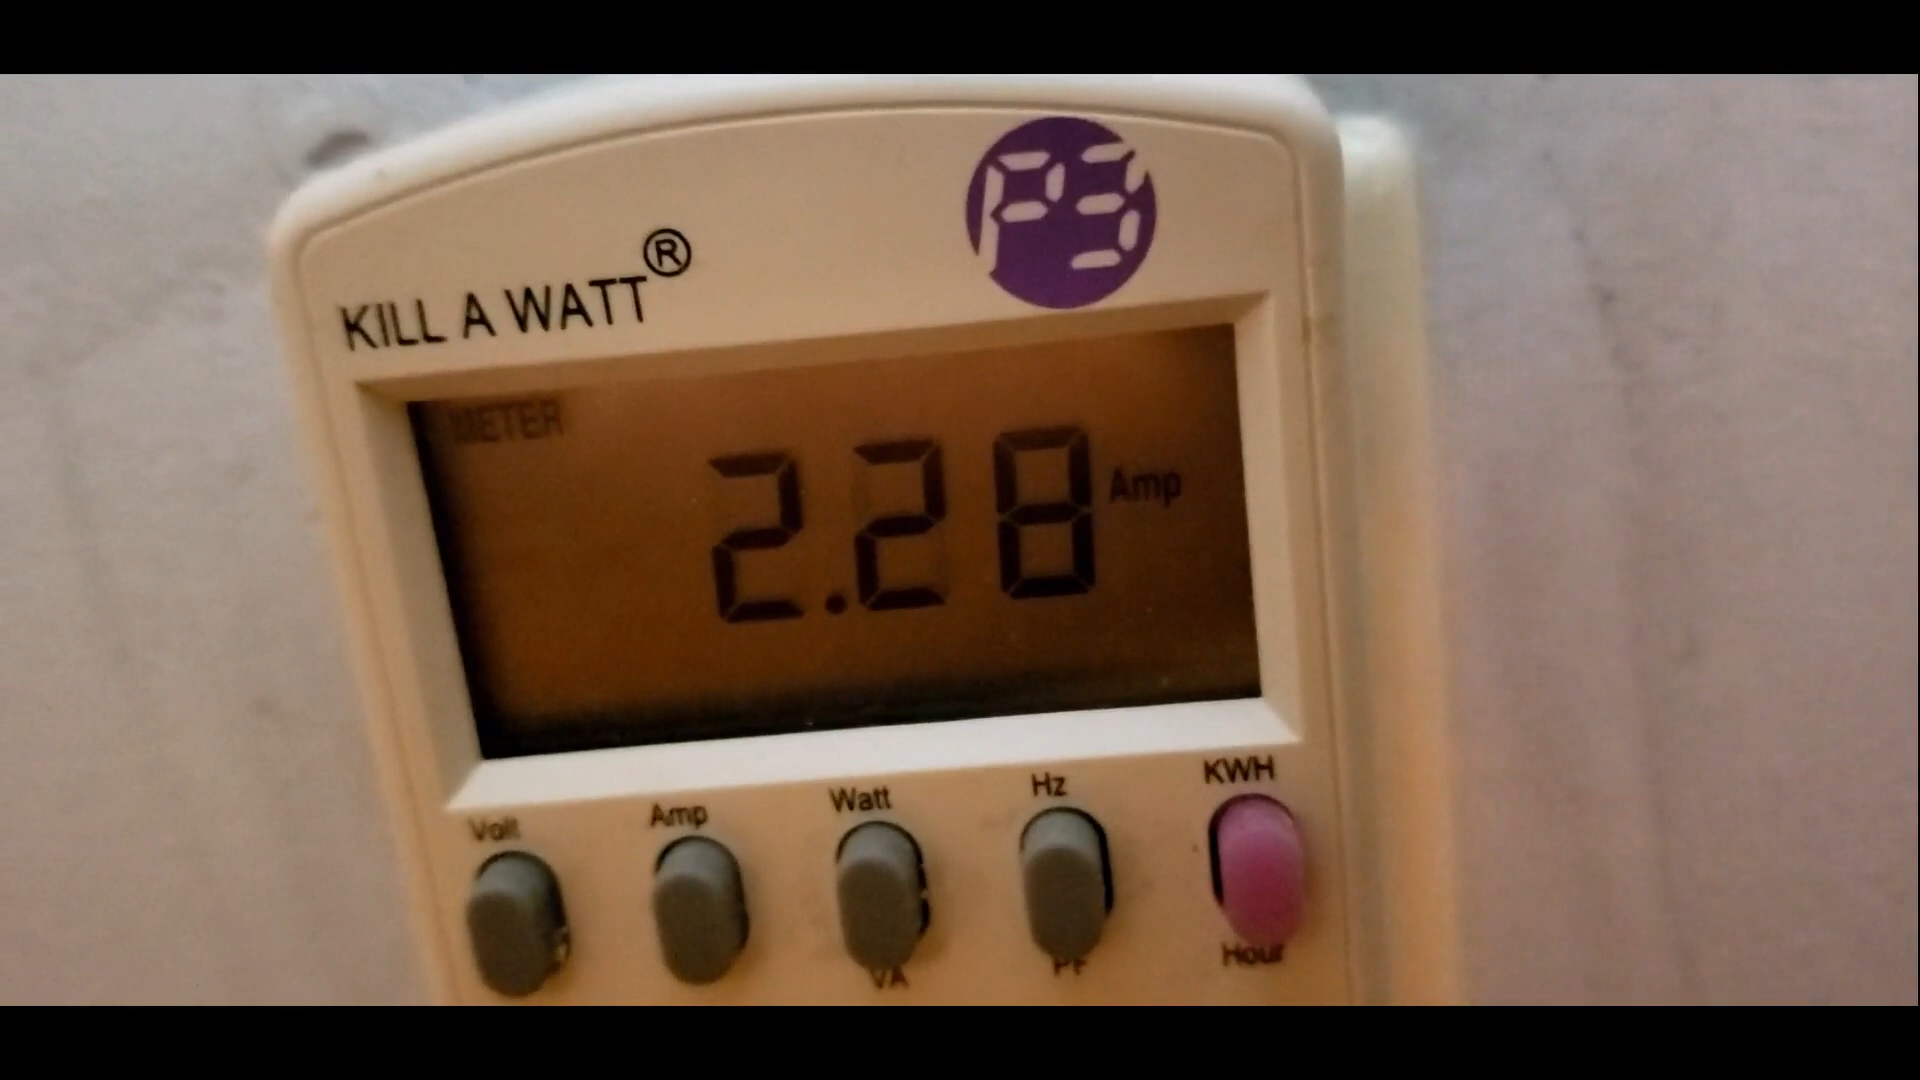 P3
KILL A WATT®
METER
2.28 Amp
Volt Amp Watt Hz KWH
VA PF Hour